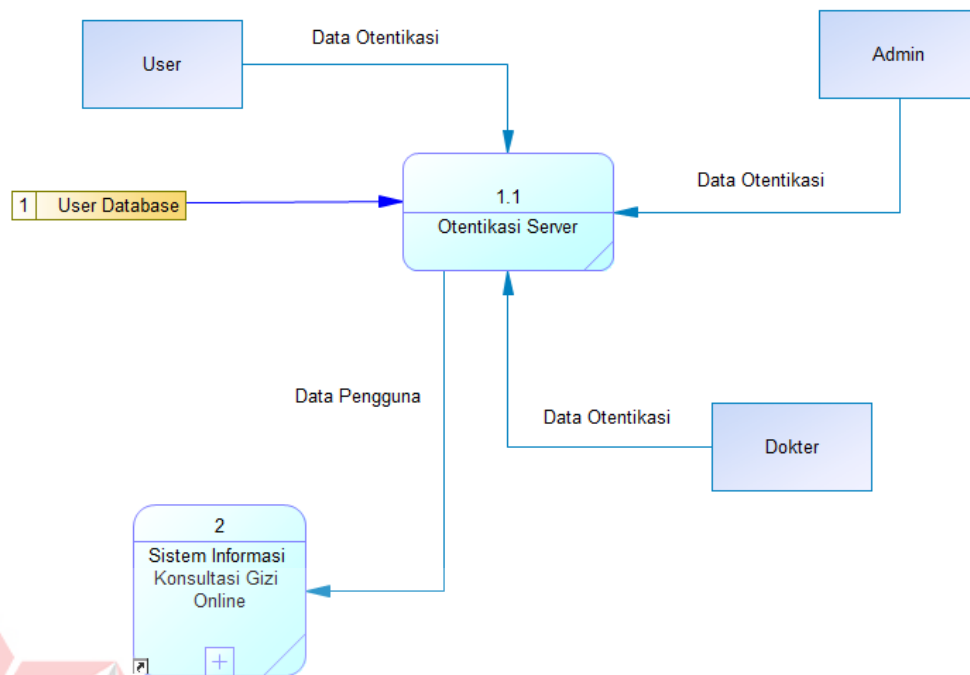 Data Otentikasi
User
Admin
Data Otentikasi
1 User Database
1.1
Otentikasi Server
Data Pengguna
Data Otentikasi
Dokter
2
Sistem Informasi
Konsultasi Gizi
Online